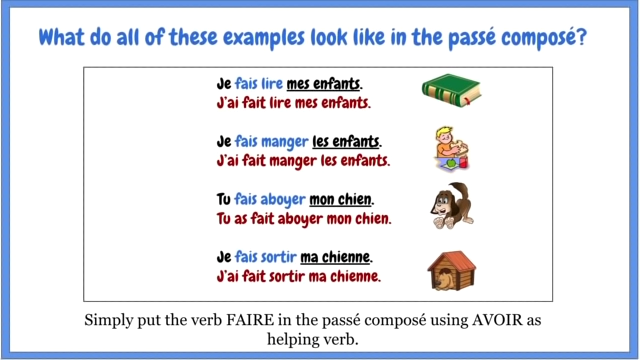 What do all of these examples look like in the passé composé?
Je fais lire mes enfants.
J'ai fait lire mes enfants.
Je fais manger les enfants.
J'ai fait manger les enfants.
Tu fais aboyer mon chien.
Tu as fait aboyer mon chien.
Je fais sortir ma chienne.
J'ai fait sortir ma chienne.
Simply put the verb FAIRE in the passé composé using AVOIR as
helping verb.